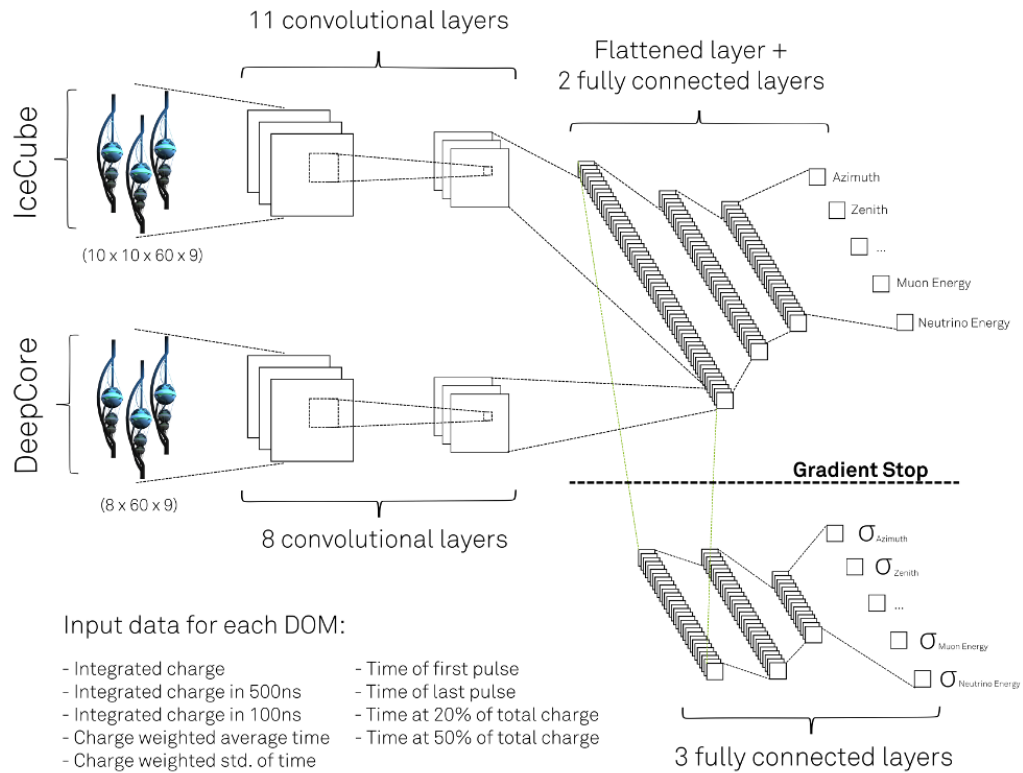 11 convolutional layers
Flattened layer +
2 fully connected layers
IceCube
(10 x 10 x 60 x 9)
Azimuth
Zenith
...
Muon Energy
Neutrino Energy
DeepCore
(8 x 60 x 9)
8 convolutional layers
Gradient Stop
σAzimuth
σZenith
...
σMuon Energy
σNeutrino Energy
3 fully connected layers
Input data for each DOM:
- Integrated charge
- Integrated charge in 500ns
- Integrated charge in 100ns
- Charge weighted average time
- Charge weighted std. of time
- Time of first pulse
- Time of last pulse
- Time at 20% of total charge
- Time at 50% of total charge